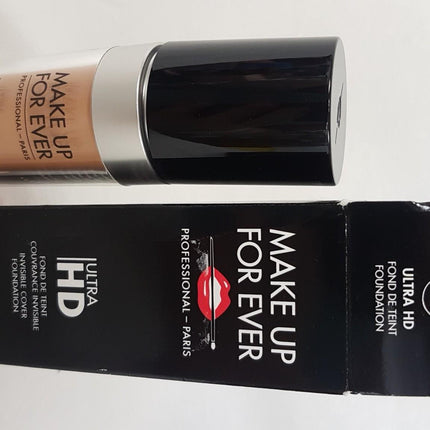 MAKE UP
FOR EVER
PROFESSIONAL – PARIS
MAKE UP
FOR EVER
PROFESSIONAL – PARIS
ULTRA
HD
FOND DE TEINT
COUVRANCE INVISIBLE
INVISIBLE COVER
FOUNDATION
ULTRA HD
FOND DE TEINT
FOUNDATION